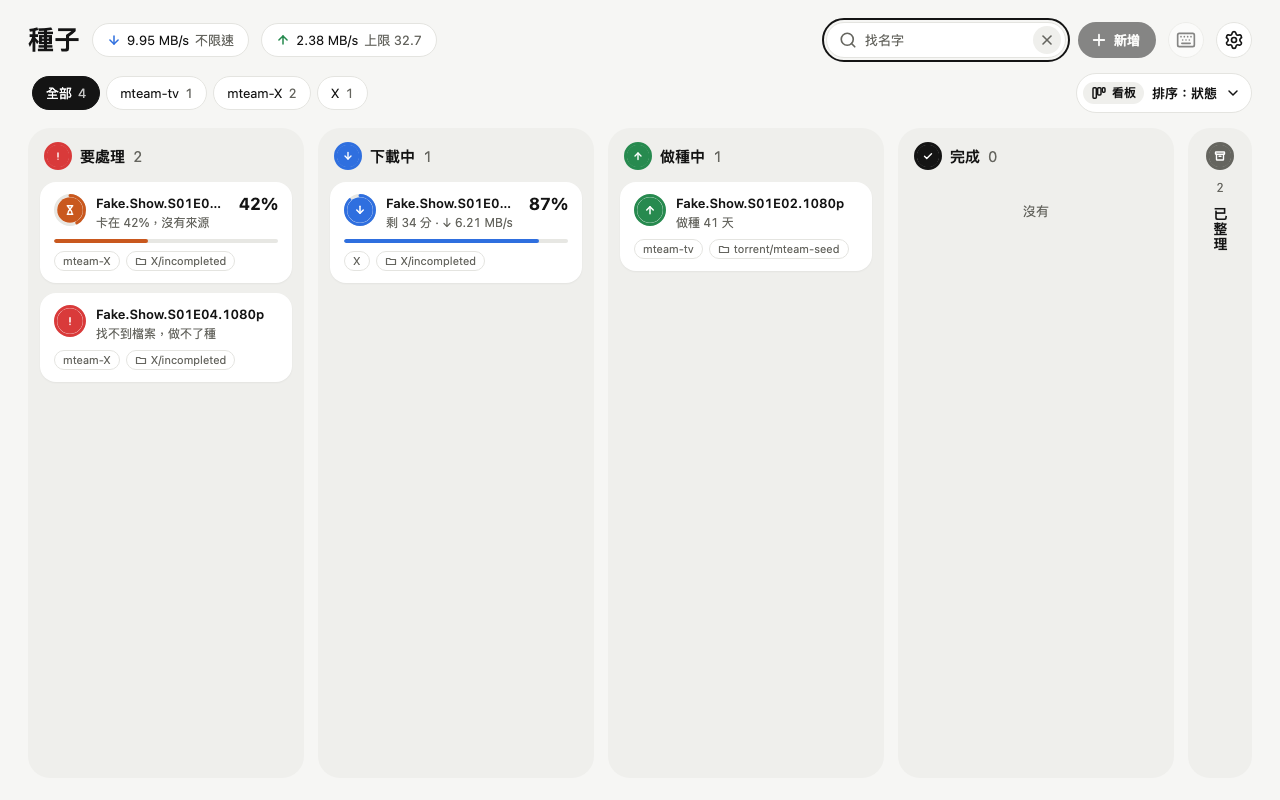 種子 9.95 MB/s 不限速 2.38 MB/s 上限 32.7 找名字 新增
全部 4 mteam-tv 1 mteam-X 2 X 1 看板 排序：狀態
要處理 2
Fake.Show.S01E0... 42%
卡在 42%，沒有來源
mteam-X X/incompleted
Fake.Show.S01E04.1080p
找不到檔案，做不了種
mteam-X X/incompleted
下載中 1
Fake.Show.S01E0... 87%
剩 34 分 · ↓ 6.21 MB/s
X X/incompleted
做種中 1
Fake.Show.S01E02.1080p
做種 41 天
mteam-tv torrent/mteam-seed
完成 0
沒有
2
已整理